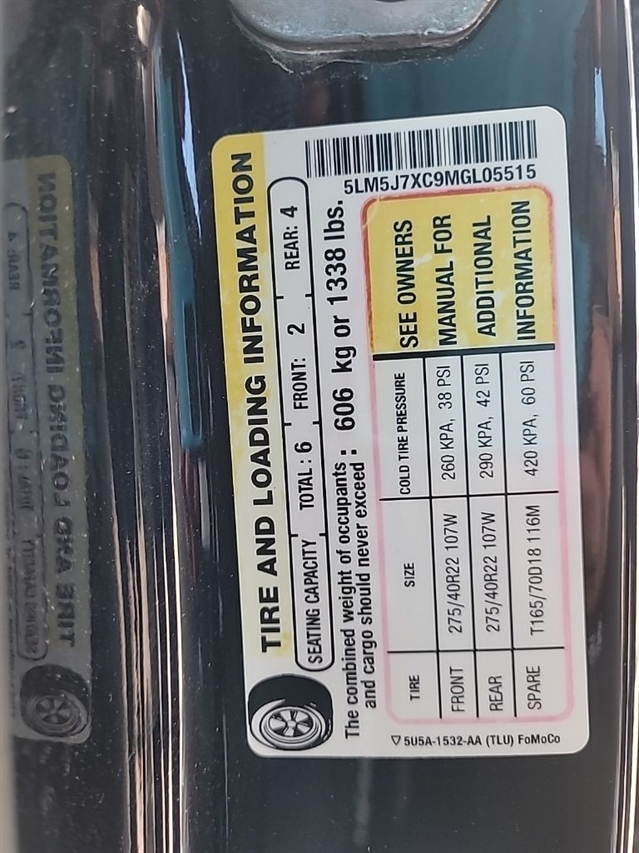 TIRE AND LOADING INFORMATION
SEATING CAPACITY TOTAL : 6 FRONT: 2 REAR: 4
The combined weight of occupants and cargo should never exceed : 606 kg or 1338 lbs.
5LM5J7XC9MGL05515
TIRE SIZE COLD TIRE PRESSURE
FRONT 275/40R22 107W 260 KPA, 38 PSI
REAR 275/40R22 107W 290 KPA, 42 PSI
SPARE T165/70D18 116M 420 KPA, 60 PSI
SEE OWNERS
MANUAL FOR
ADDITIONAL
INFORMATION
▽ 5U5A-1532-AA (TLU) FoMoCo